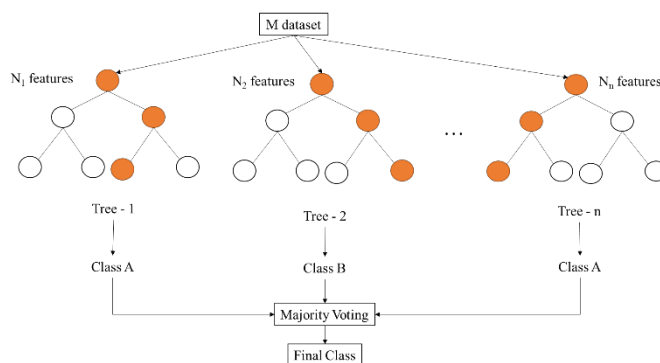 M dataset
N₁ features
N₂ features
Nₙ features
...
Tree - 1
Tree - 2
Tree - n
Class A
Class B
Class A
Majority Voting
Final Class